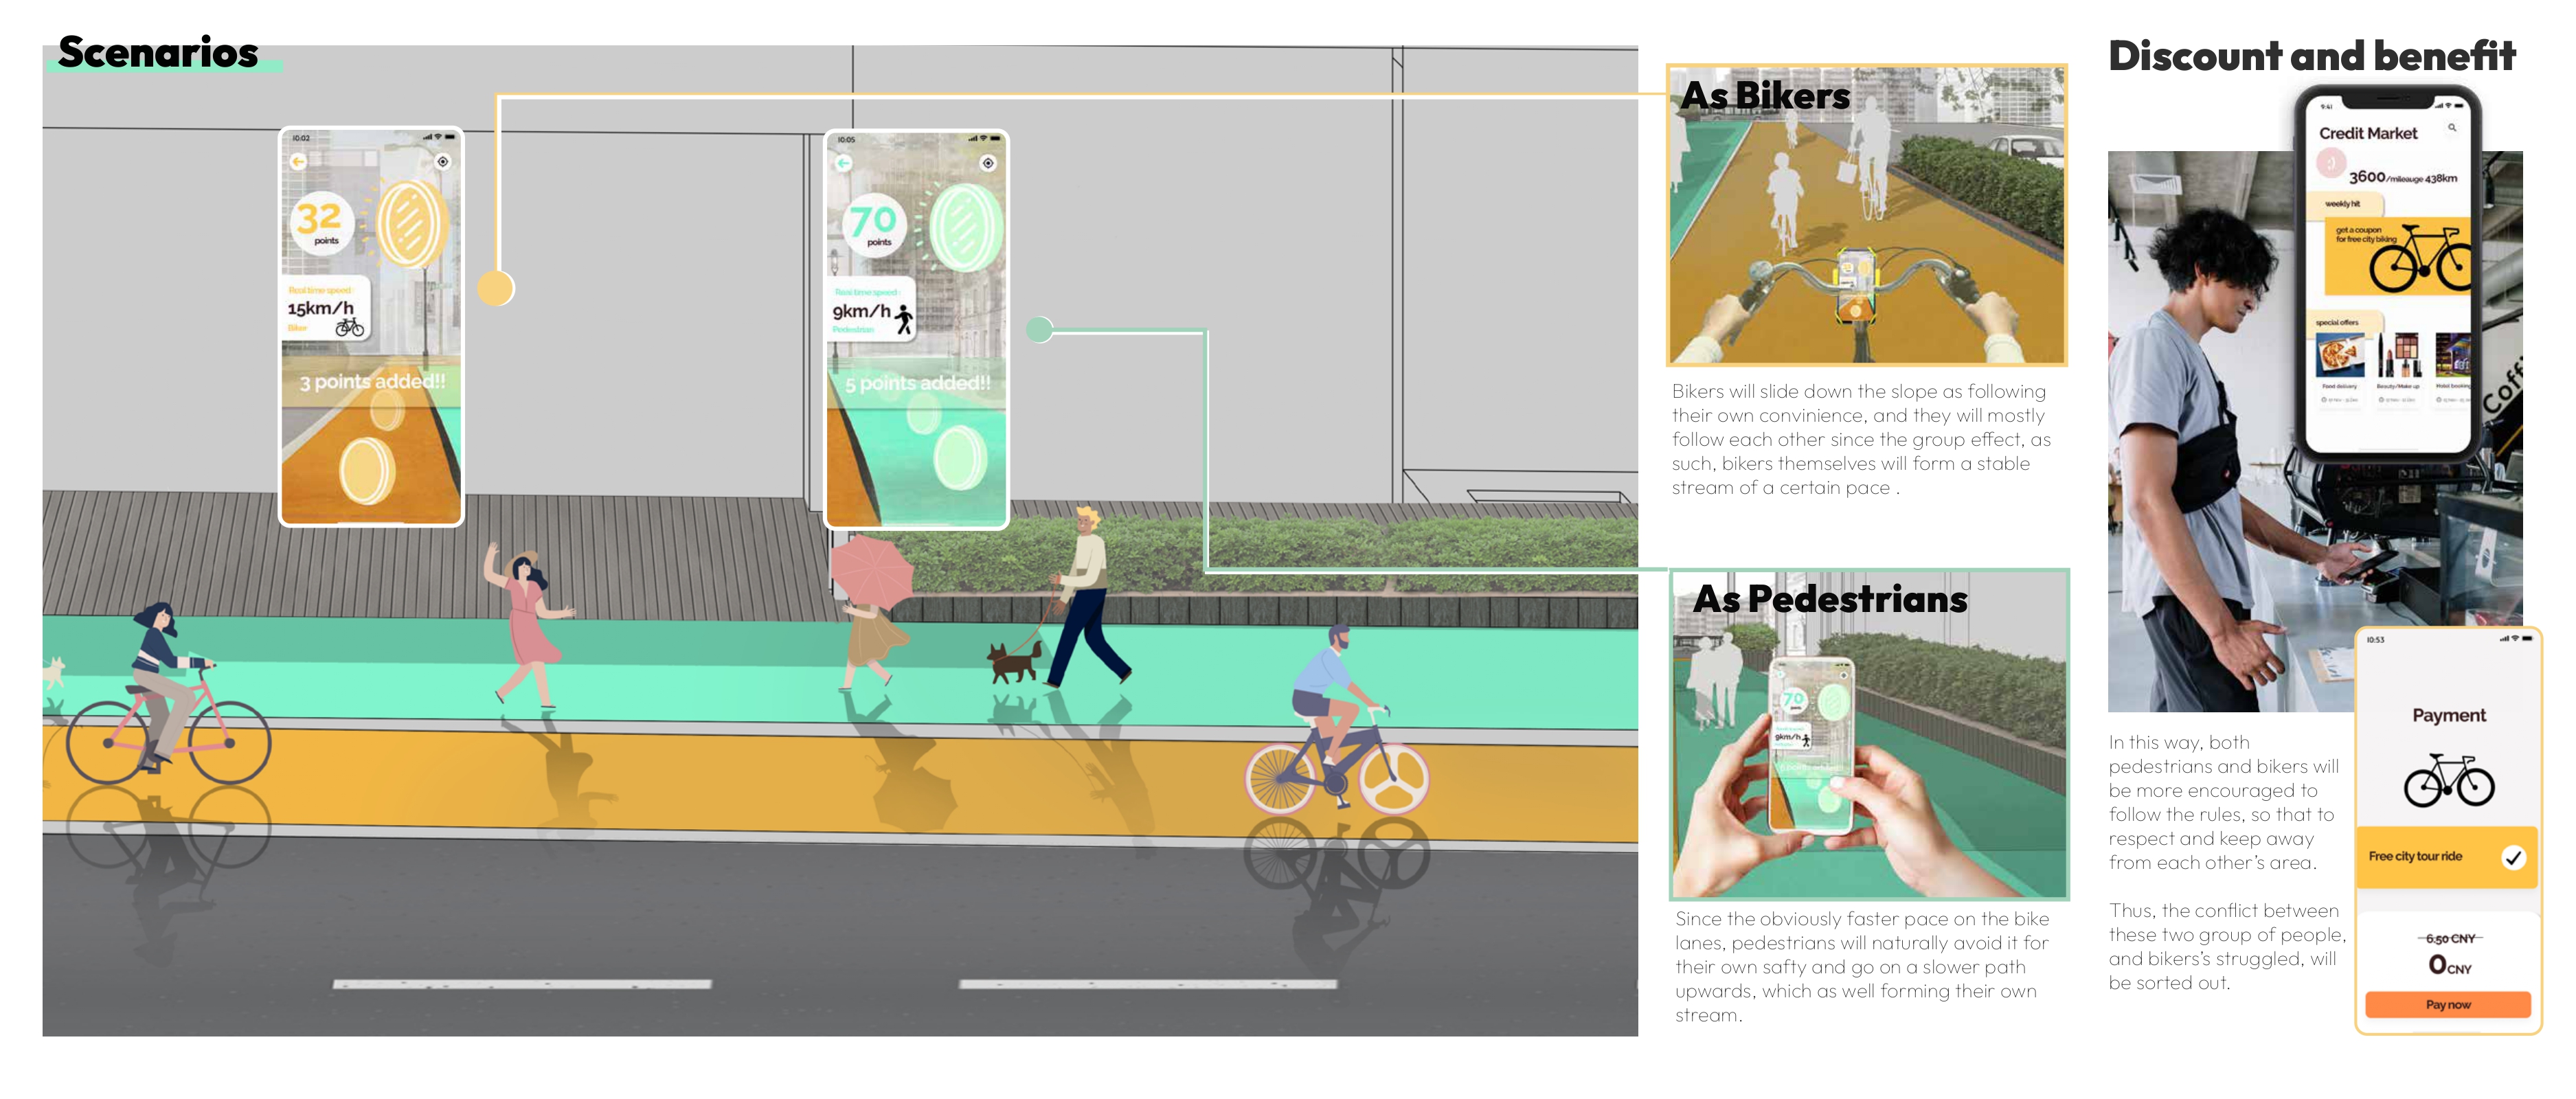 Scenarios
10:02
32
points
Real time speed :
15km/h
Biker
3 points added!!
10:05
70
points
Real time speed :
9km/h
Pedestrian
5 points added!!
As Bikers
Bikers will slide down the slope as following
their own convinience, and they will mostly
follow each other since the group effect, as
such, bikers themselves will form a stable
stream of a certain pace .
As Pedestrians
70
9km/h
Since the obviously faster pace on the bike
lanes, pedestrians will naturally avoid it for
their own safty and go on a slower path
upwards, which as well forming their own
stream.
Discount and benefit
9:41
Credit Market
3600/mileauge 438km
weekly hit
get a coupon
for free city biking
special offers
Food delivery
Beauty/Make up
Hotel booking
Coff
In this way, both
pedestrians and bikers will
be more encouraged to
follow the rules, so that to
respect and keep away
from each other's area.
Thus, the conflict between
these two group of people,
and bikers's struggled, will
be sorted out.
10:53
Payment
Free city tour ride
6.50 CNY
0CNY
Pay now